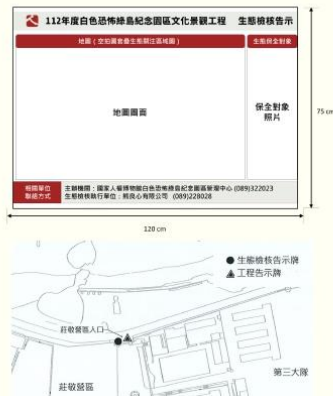 112年度白色恐怖綠島紀念園區文化景觀工程 生態檢核告示
地圖(空拍圖套疊生態關注區域圖) 生態保全對象
地圖圖面
保全對象
照片
75 cm
相關單位
聯絡方式
主辦機關:國家人權博物館白色恐怖綠島紀念園區管理中心 (089)322023
生態檢核執行單位:熊良心有限公司 (089)228028
120 cm
生態檢核告示牌
工程告示牌
莊敬營區入口
第三大隊
莊敬營區